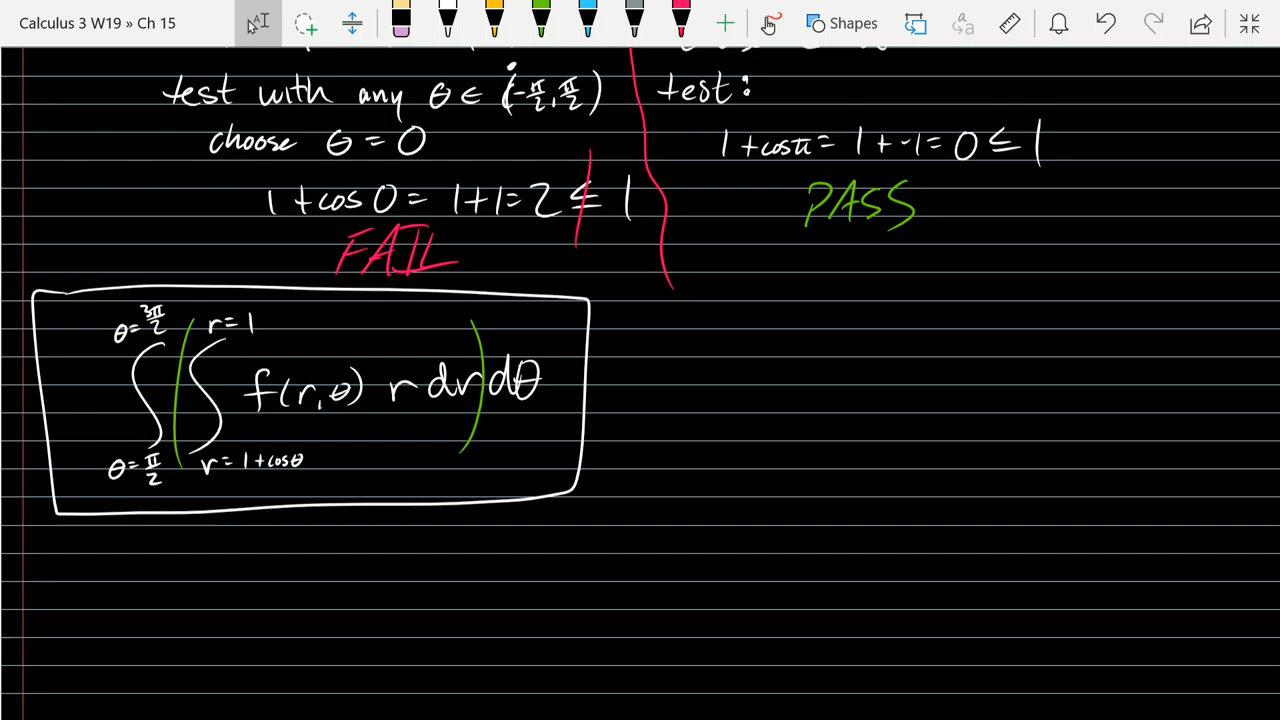 Calculus 3 W19 » Ch 15
Shapes
test with any θ ∈ (-π/2, π/2)
choose θ = 0
1 + cos 0 = 1 + 1 = 2 ≰ 1
FAIL
test:
1 + cos π = 1 + -1 = 0 ≤ 1
PASS
θ = 3π/2 r = 1
∫ ( ∫ f(r, θ) r dr ) dθ
θ = π/2 r = 1 + cos θ